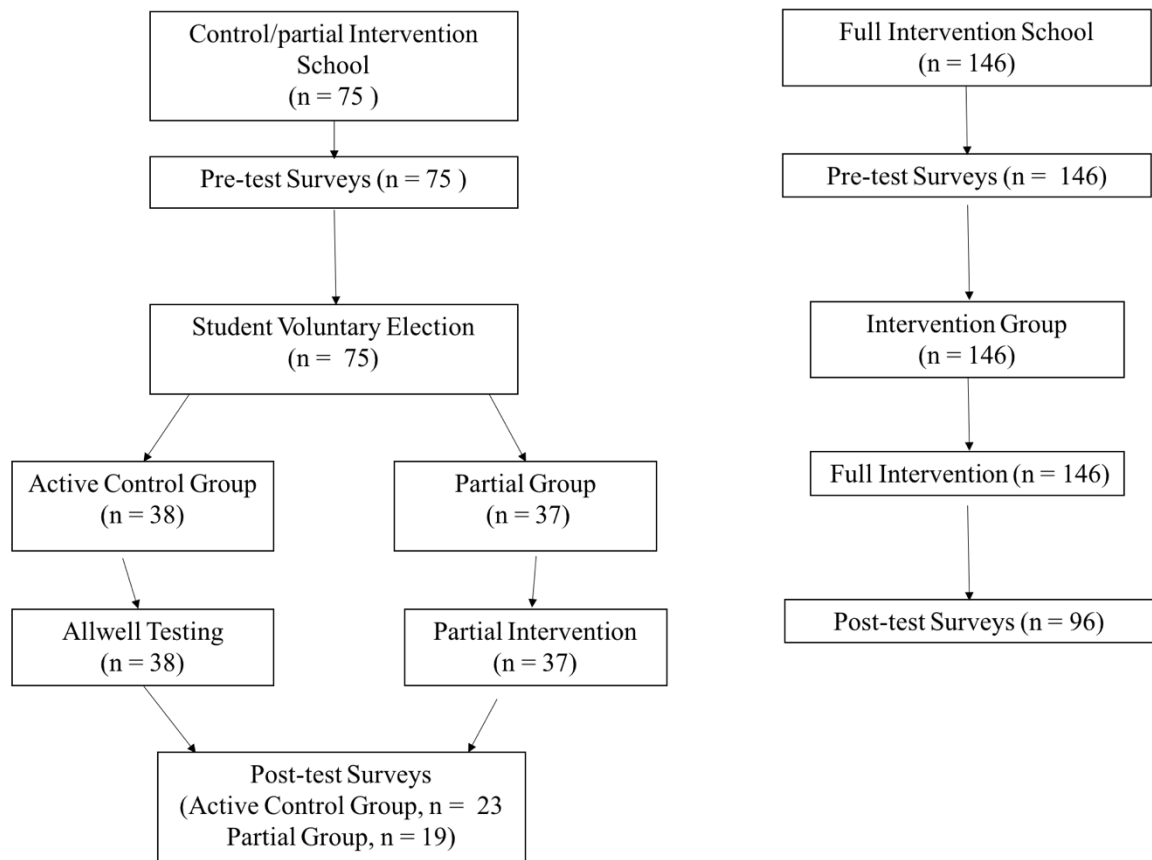 Control/partial Intervention
School
(n = 75 )
Pre-test Surveys (n = 75 )
Student Voluntary Election
(n = 75)
Active Control Group
(n = 38)
Partial Group
(n = 37)
Allwell Testing
(n = 38)
Partial Intervention
(n = 37)
Post-test Surveys
(Active Control Group, n = 23
Partial Group, n = 19)
Full Intervention School
(n = 146)
Pre-test Surveys (n = 146)
Intervention Group
(n = 146)
Full Intervention (n = 146)
Post-test Surveys (n = 96)